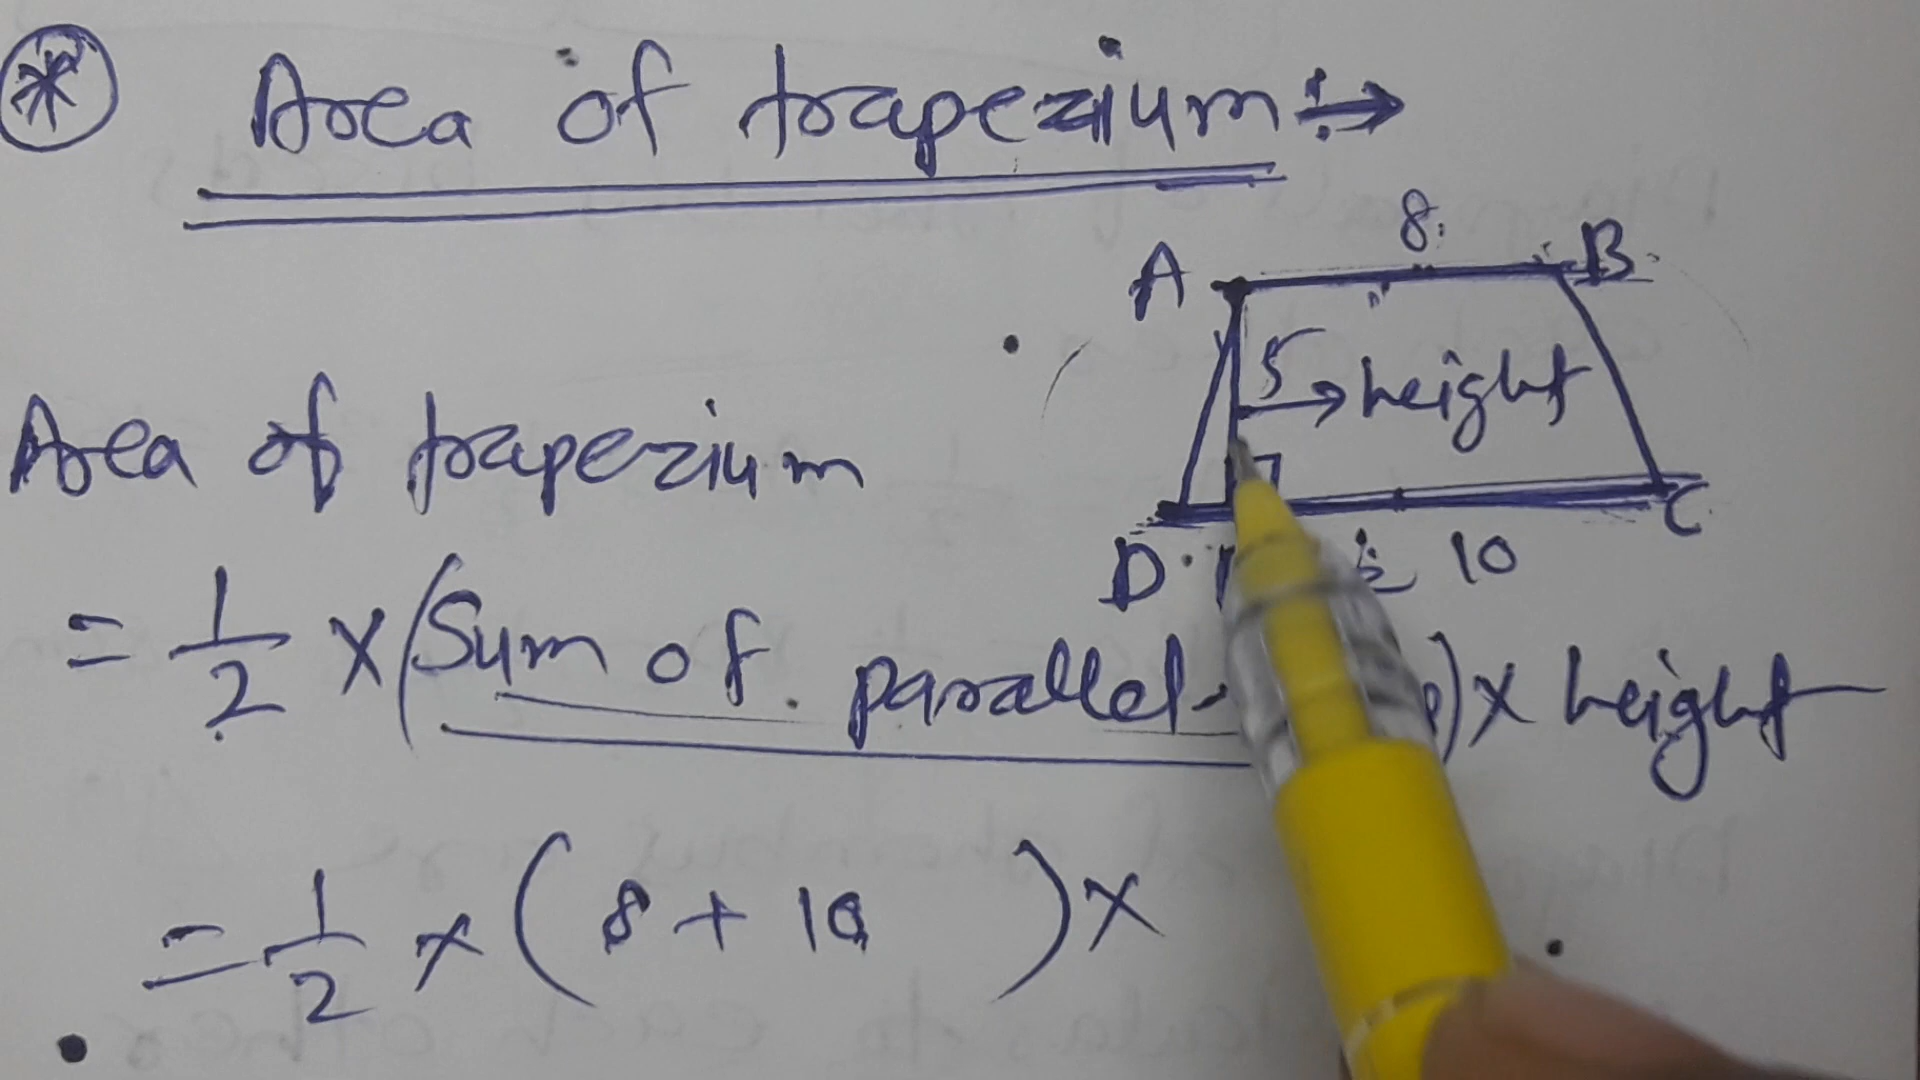 * Area of trapezium :→
8
A B
5 → height
D 10 C
Area of trapezium
= 1/2 × (Sum of parallel ) × height
= 1/2 × ( 8 + 10 ) ×